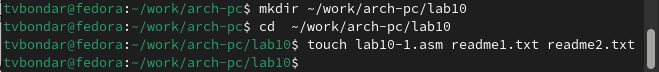 tvbondar@fedora:~/work/arch-pc$ mkdir ~/work/arch-pc/lab10
tvbondar@fedora:~/work/arch-pc$ cd  ~/work/arch-pc/lab10
tvbondar@fedora:~/work/arch-pc/lab10$ touch lab10-1.asm readme1.txt readme2.txt
tvbondar@fedora:~/work/arch-pc/lab10$